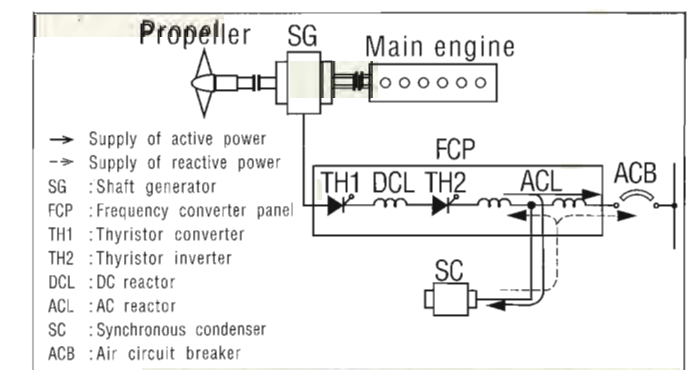 Propeller
SG
Main engine
→ Supply of active power
--> Supply of reactive power
SG :Shaft generator
FCP :Frequency converter panel
TH1 :Thyristor converter
TH2 :Thyristor inverter
DCL :DC reactor
ACL :AC reactor
SC :Synchronous condenser
ACB :Air circuit breaker
FCP
TH1 DCL TH2 ACL ACB
SC